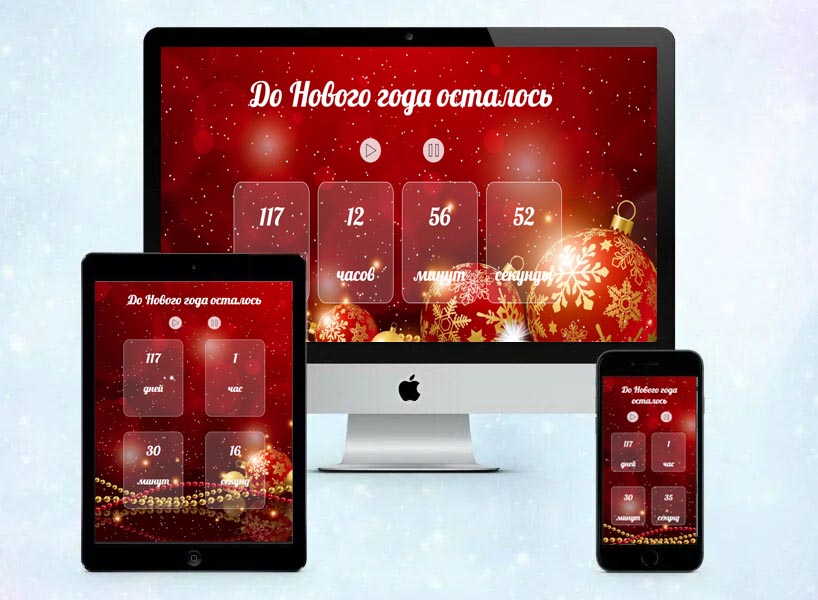 До Нового года осталось
117 12 56 52
часов минут секунды
До Нового года осталось
117 1
дней час
30 16
минут секунд
До Нового года
осталось
117 1
дней час
30 35
минут секунд